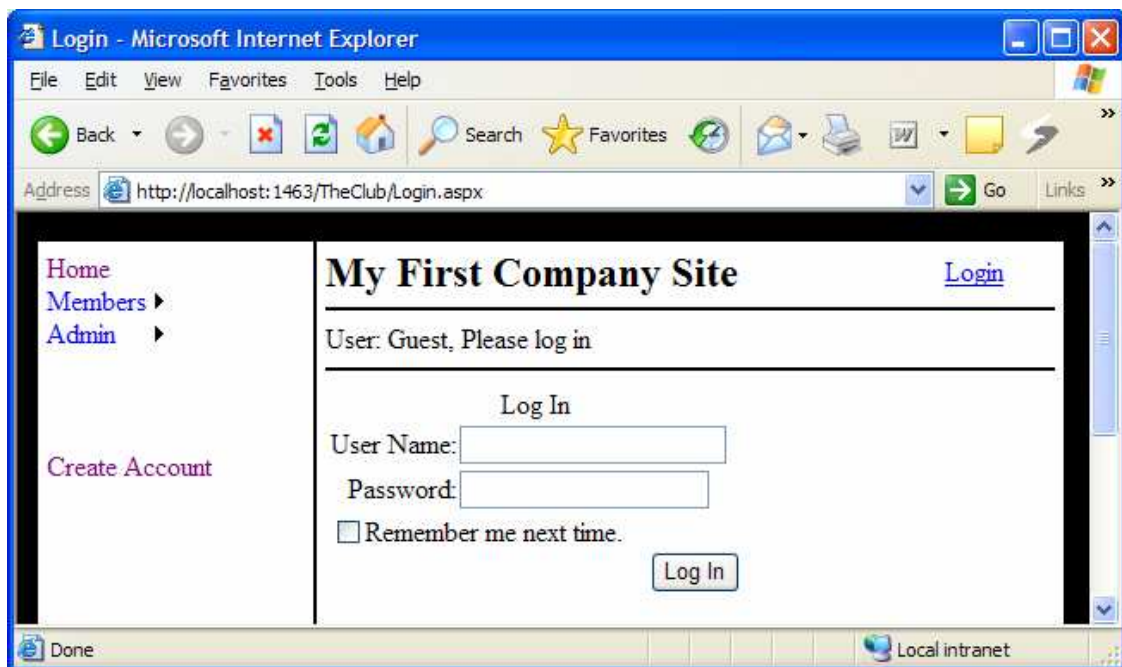 Login - Microsoft Internet Explorer
File Edit View Favorites Tools Help
Back Search Favorites »
Address http://localhost:1463/TheClub/Login.aspx Go Links »
Home
Members
Admin
Create Account
My First Company Site Login
User: Guest, Please log in
Log In
User Name:
Password:
Remember me next time.
Log In
Done Local intranet